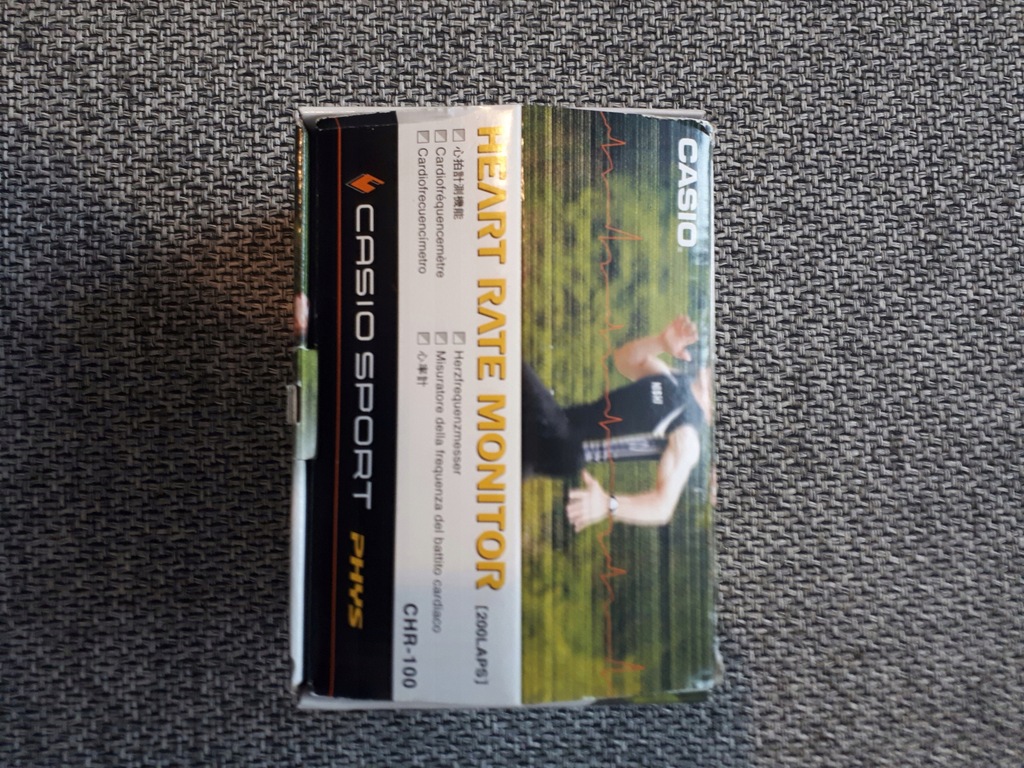 CASIO
HEART RATE MONITOR [200LAPS]
心拍計測機能
Herzfrequenzmesser
Cardiofréquencemètre
Misuratore della frequenza del battito cardiaco
Cardiofrecuencímetro
心率計
CHR-100
CASIO SPORT PHYS